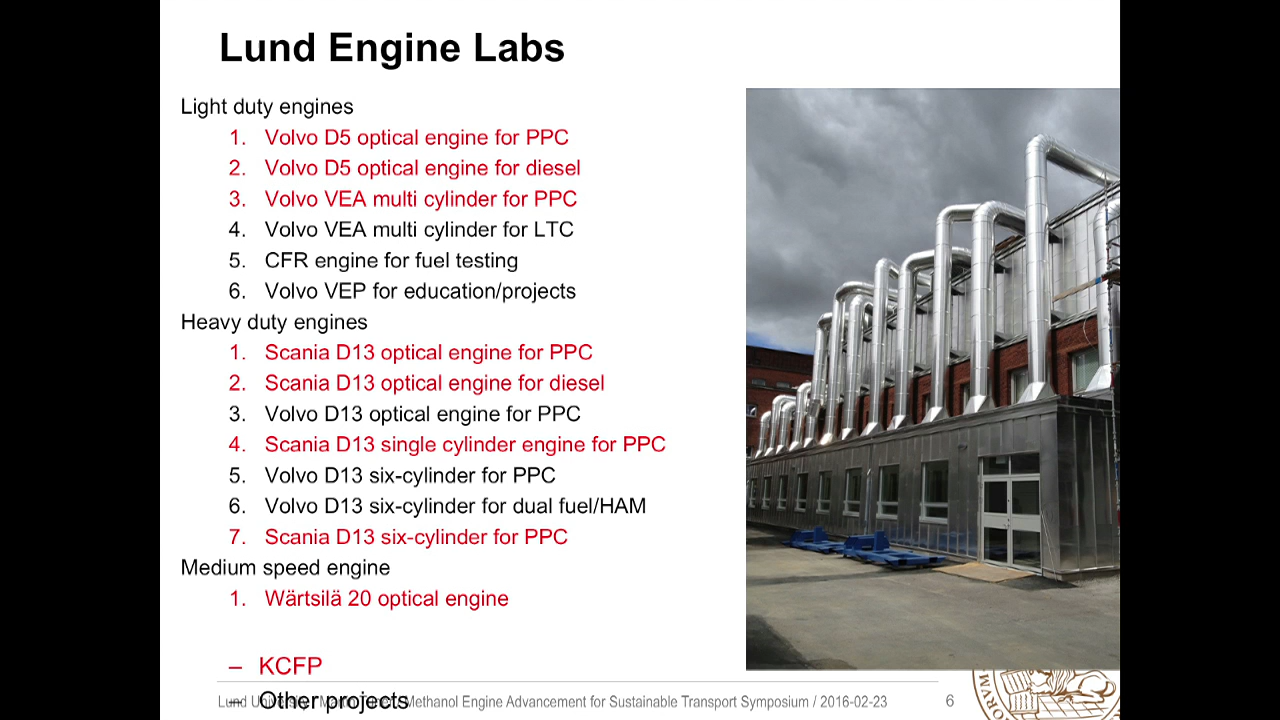 Lund Engine Labs
Light duty engines
1. Volvo D5 optical engine for PPC
2. Volvo D5 optical engine for diesel
3. Volvo VEA multi cylinder for PPC
4. Volvo VEA multi cylinder for LTC
5. CFR engine for fuel testing
6. Volvo VEP for education/projects
Heavy duty engines
1. Scania D13 optical engine for PPC
2. Scania D13 optical engine for diesel
3. Volvo D13 optical engine for PPC
4. Scania D13 single cylinder engine for PPC
5. Volvo D13 six-cylinder for PPC
6. Volvo D13 six-cylinder for dual fuel/HAM
7. Scania D13 six-cylinder for PPC
Medium speed engine
1. Wärtsilä 20 optical engine
– KCFP
– Other projects
Lund Methanol Engine Advancement for Sustainable Transport Symposium / 2016-02-23 6